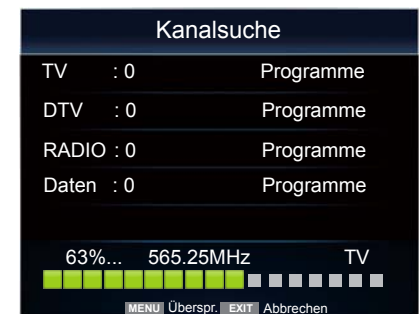 Kanalsuche
TV : 0 Programme
DTV : 0 Programme
RADIO : 0 Programme
Daten : 0 Programme
63%... 565.25MHz TV
MENU Überspr. EXIT Abbrechen